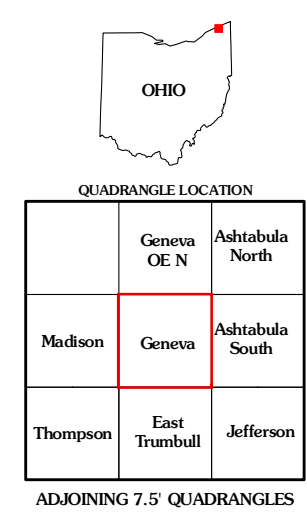 OHIO
QUADRANGLE LOCATION
Geneva
OE N
Ashtabula
North
Madison
Geneva
Ashtabula
South
Thompson
East
Trumbull
Jefferson
ADJOINING 7.5' QUADRANGLES